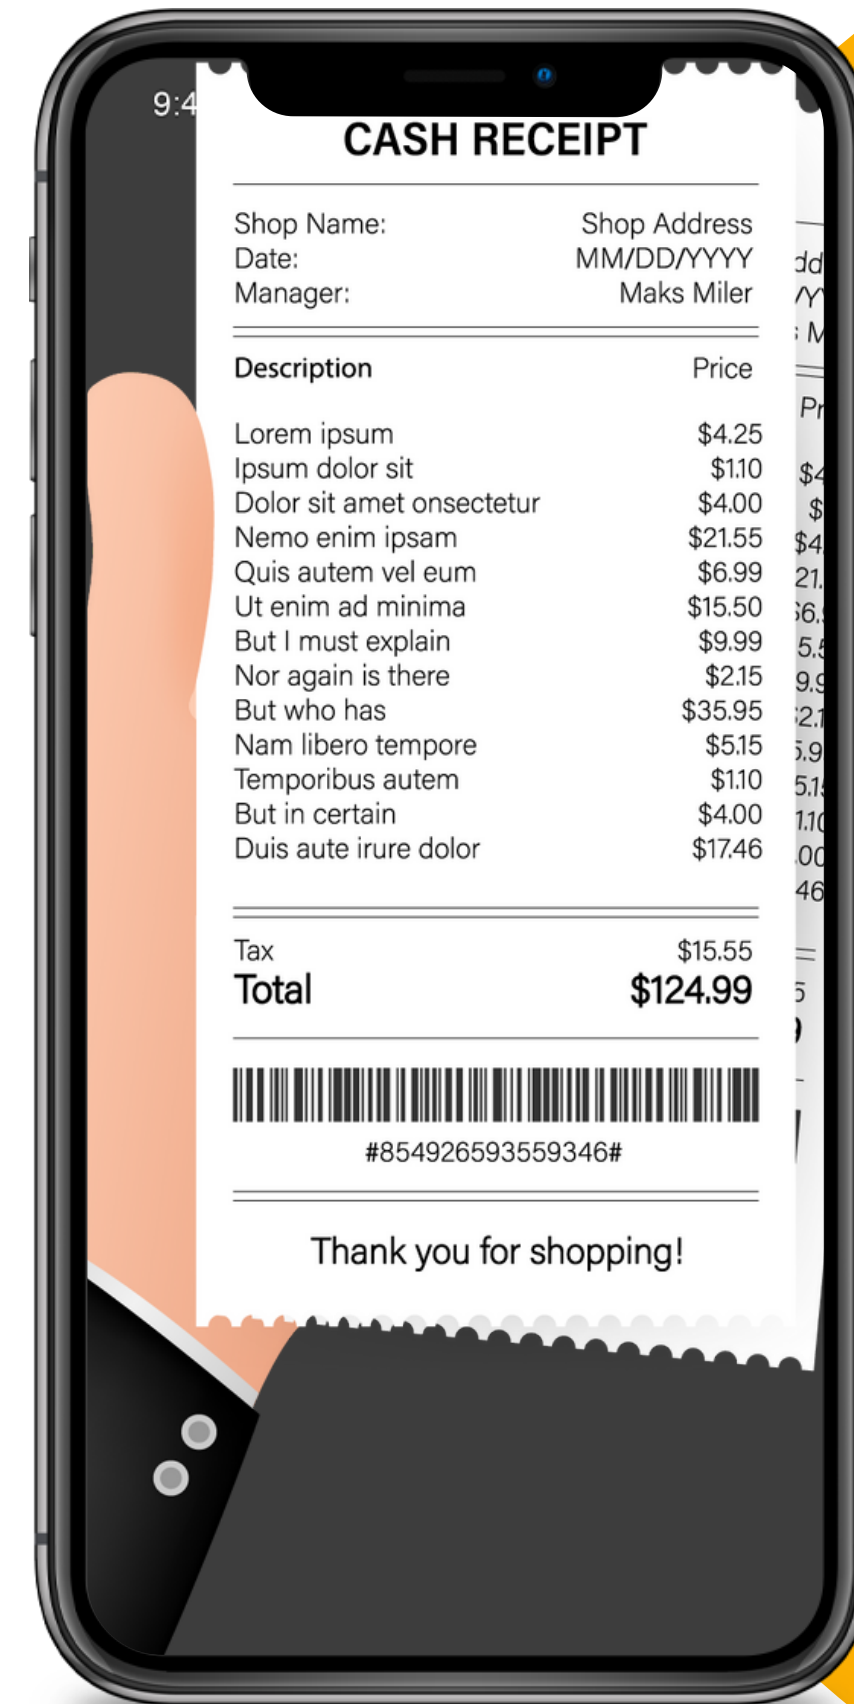 9:4
CASH RECEIPT
Shop Name: Shop Address
Date: MM/DD/YYYY
Manager: Maks Miler
Description Price
Lorem ipsum $4.25
Ipsum dolor sit $1.10
Dolor sit amet onsectetur $4.00
Nemo enim ipsam $21.55
Quis autem vel eum $6.99
Ut enim ad minima $15.50
But I must explain $9.99
Nor again is there $2.15
But who has $35.95
Nam libero tempore $5.15
Temporibus autem $1.10
But in certain $4.00
Duis aute irure dolor $17.46
Tax $15.55
Total $124.99
#854926593559346#
Thank you for shopping!